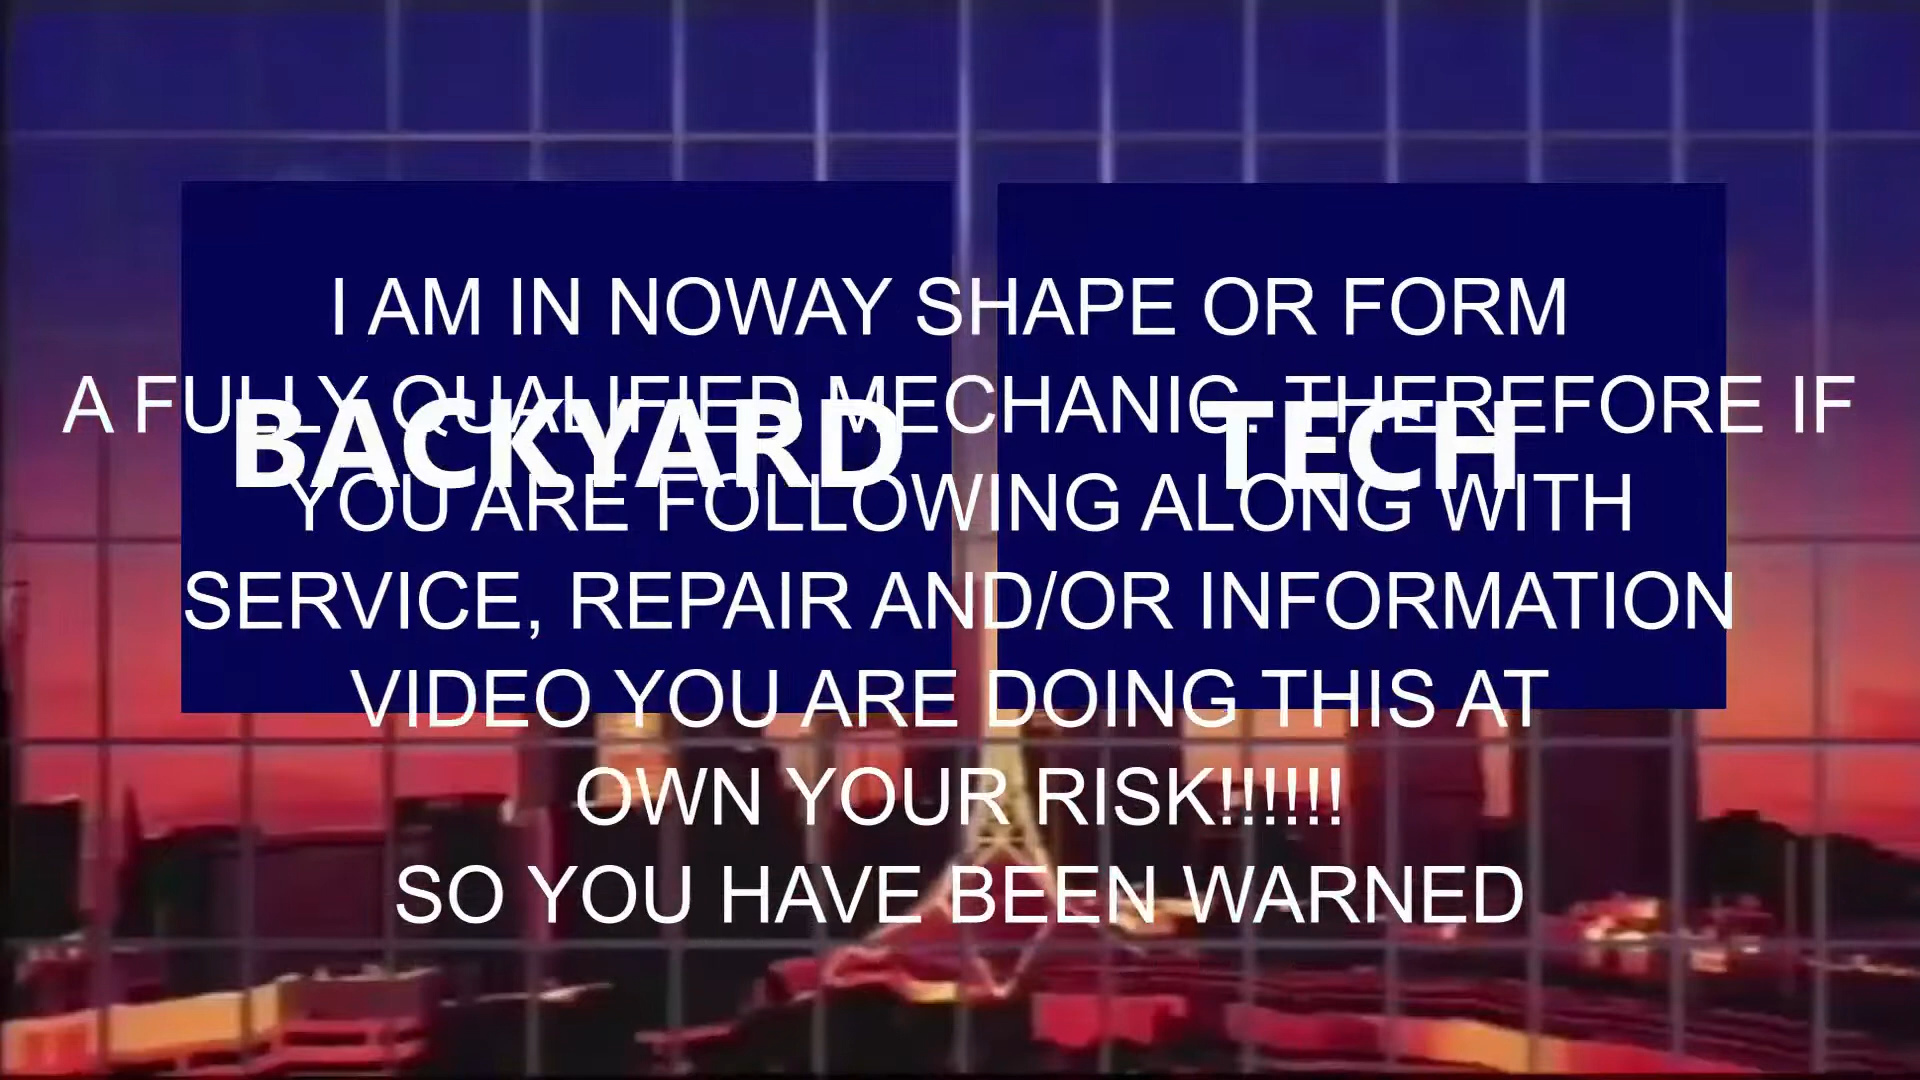 I AM IN NOWAY SHAPE OR FORM
A FULLY QUALIFIED MECHANIC. THEREFORE IF
BACKYARD TECH
YOU ARE FOLLOWING ALONG WITH
SERVICE, REPAIR AND/OR INFORMATION
VIDEO YOU ARE DOING THIS AT
OWN YOUR RISK!!!!!!
SO YOU HAVE BEEN WARNED